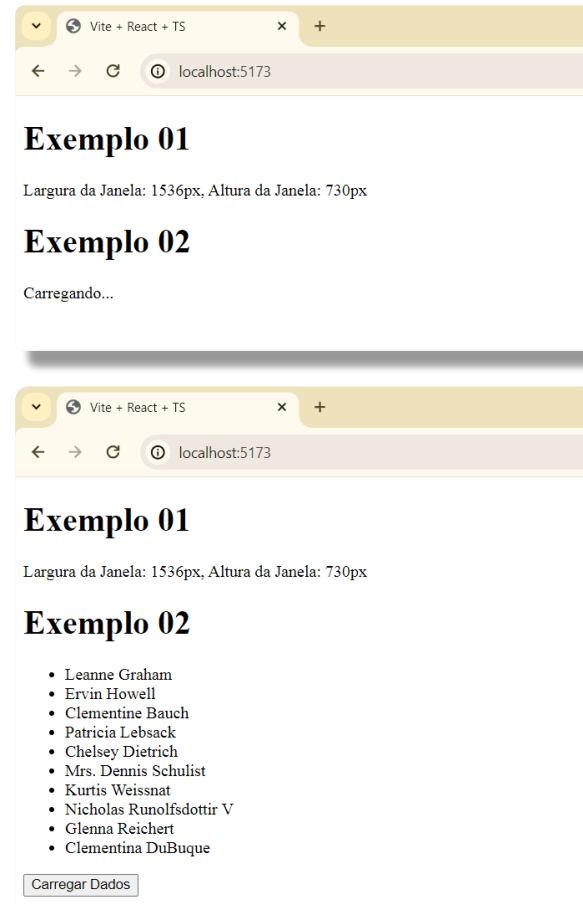 Vite + React + TS
localhost:5173
Exemplo 01
Largura da Janela: 1536px, Altura da Janela: 730px
Exemplo 02
Carregando...
Vite + React + TS
localhost:5173
Exemplo 01
Largura da Janela: 1536px, Altura da Janela: 730px
Exemplo 02
Leanne Graham
Ervin Howell
Clementine Bauch
Patricia Lebsack
Chelsey Dietrich
Mrs. Dennis Schulist
Kurtis Weissnat
Nicholas Runolfsdottir V
Glenna Reichert
Clementina DuBuque
Carregar Dados